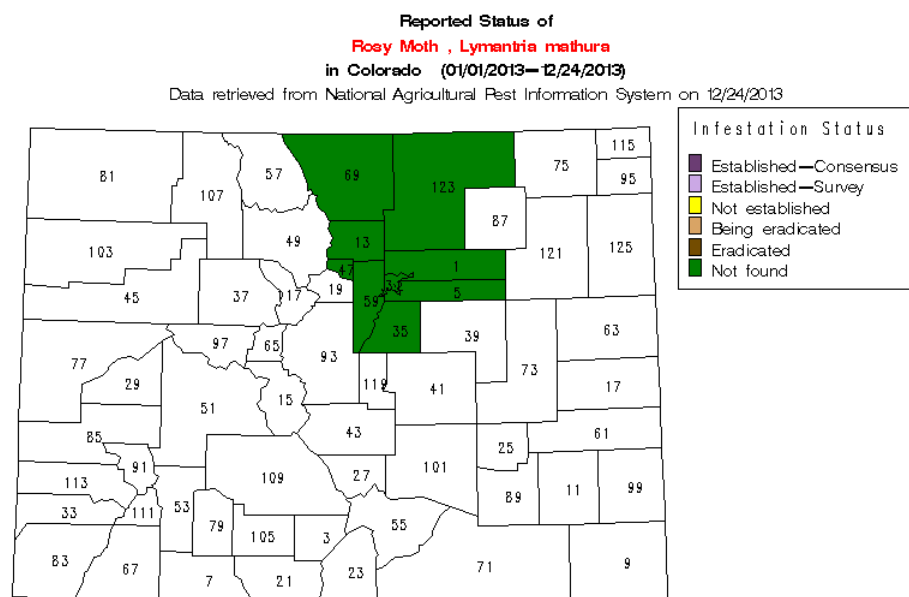 Reported Status of
Rosy Moth , Lymantria mathura
in Colorado (01/01/2013-12/24/2013)
Data retrieved from National Agricultural Pest Information System on 12/24/2013
Infestation Status
Established-Consensus
Established-Survey
Not established
Being eradicated
Eradicated
Not found
115
81 57 69 75
107 123 95
87
103 49 13 121 125
47 1
45 37 17 19 5
59
35 39 63
97 65
77 93 73
29 119 41 17
15
51
85 43 61
25
91 101
113 109 27 89 11 99
33 111 53
79 105 3 55
83 67 71 9
7 21 23